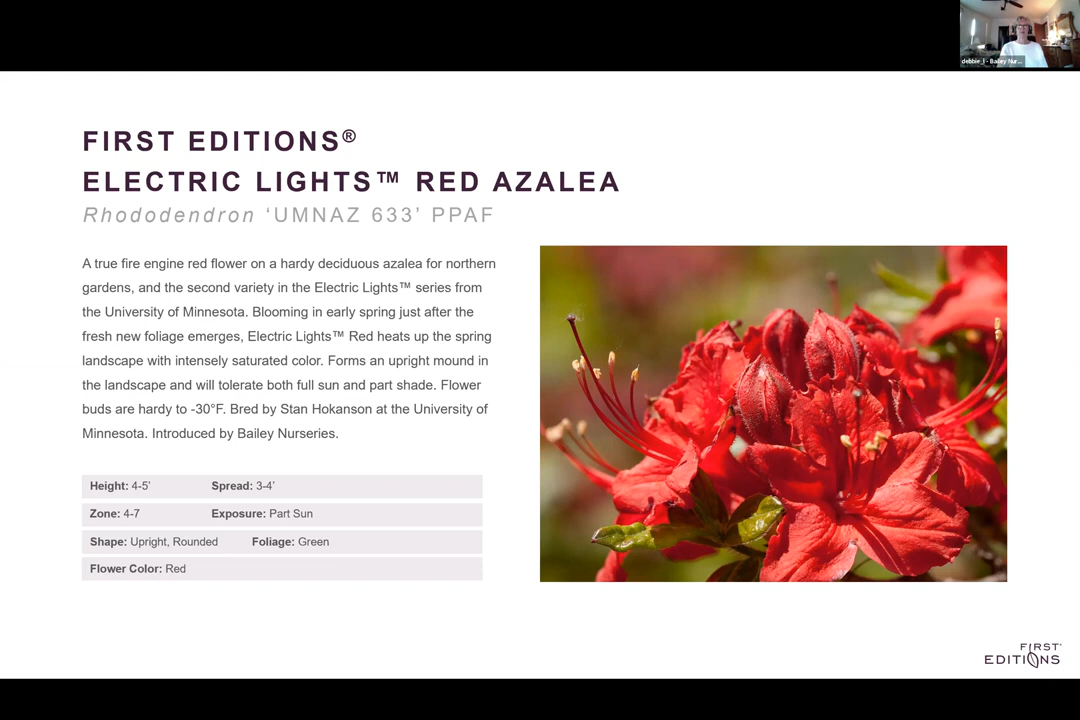 debbie_l - Bailey Nur...
FIRST EDITIONS®
ELECTRIC LIGHTS™ RED AZALEA
Rhododendron ‘UMNAZ 633’ PPAF
A true fire engine red flower on a hardy deciduous azalea for northern
gardens, and the second variety in the Electric Lights™ series from
the University of Minnesota. Blooming in early spring just after the
fresh new foliage emerges, Electric Lights™ Red heats up the spring
landscape with intensely saturated color. Forms an upright mound in
the landscape and will tolerate both full sun and part shade. Flower
buds are hardy to -30°F. Bred by Stan Hokanson at the University of
Minnesota. Introduced by Bailey Nurseries.
Height: 4-5’ Spread: 3-4’
Zone: 4-7 Exposure: Part Sun
Shape: Upright, Rounded Foliage: Green
Flower Color: Red
FIRST
EDITIONS